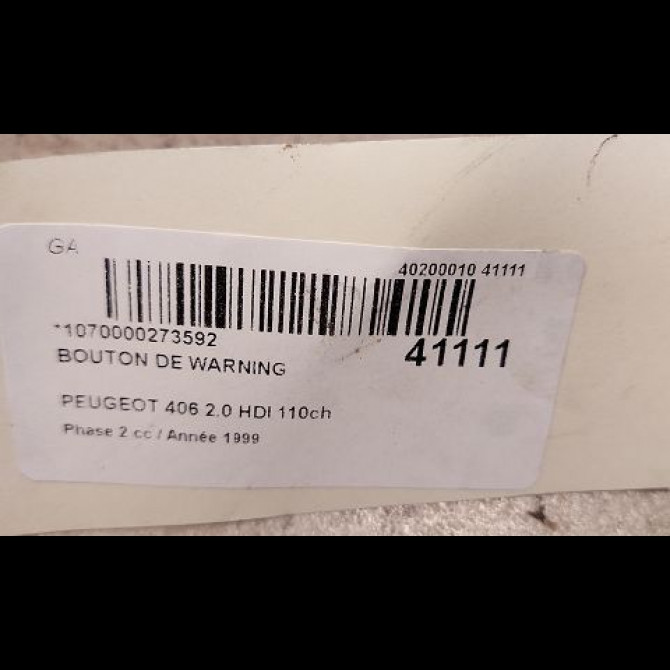 GA
40200010 41111
*1070000273592
41111
BOUTON DE WARNING
PEUGEOT 406 2.0 HDI 110ch
Phase 2 cc / Année 1999